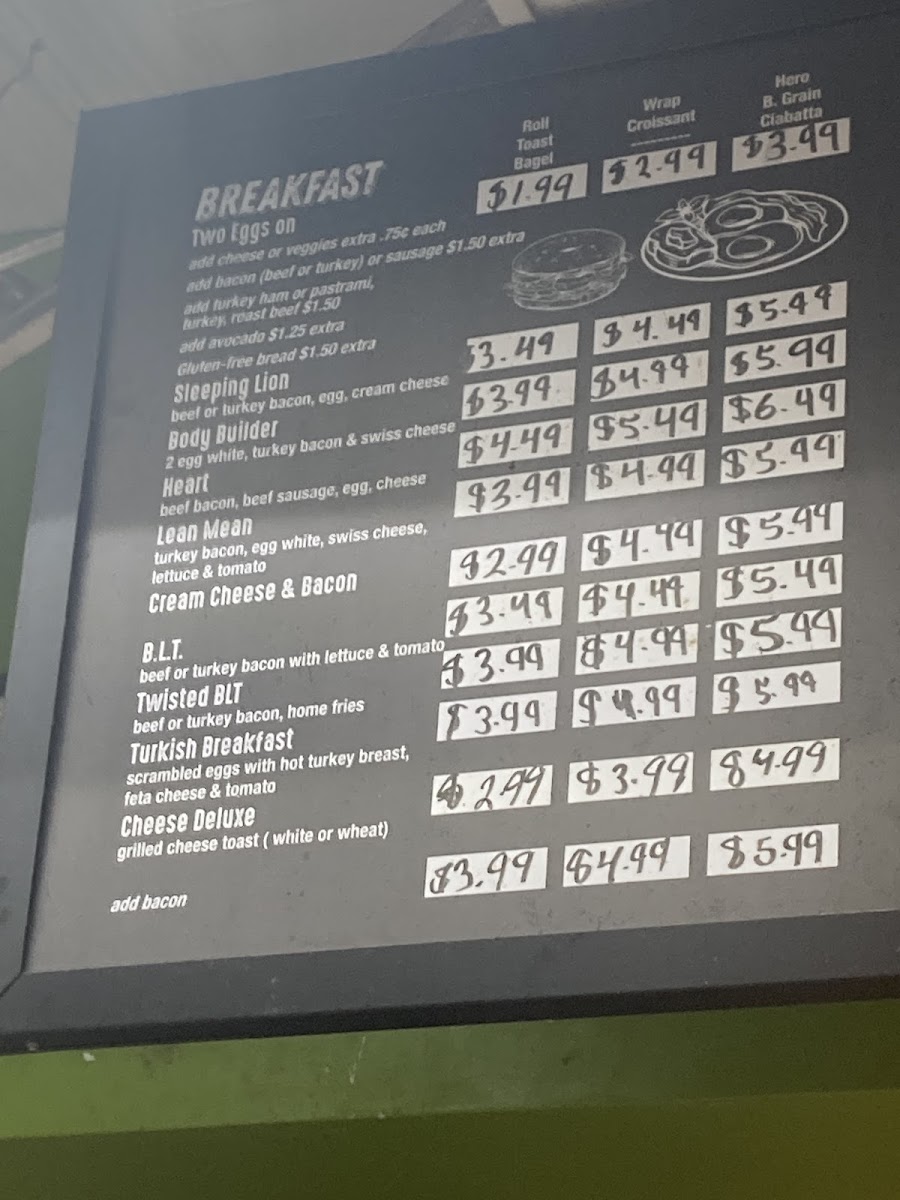 Roll
Toast
Bagel
Wrap
Croissant
Hero
B. Grain
Ciabatta
BREAKFAST
$1.99 $2.99 $3.99
Two Eggs on
add cheese or veggies extra .75¢ each
add bacon (beef or turkey) or sausage $1.50 extra
add turkey ham or pastrami,
turkey, roast beef $1.50
add avocado $1.25 extra
Gluten-free bread $1.50 extra
Sleeping Lion $3.49 $4.49 $5.49
beef or turkey bacon, egg, cream cheese
Body Builder $3.99 $4.99 $5.99
2 egg white, turkey bacon & swiss cheese
Heart $4.49 $5.49 $6.49
beef bacon, beef sausage, egg, cheese
Lean Mean $3.99 $4.99 $5.99
turkey bacon, egg white, swiss cheese,
lettuce & tomato
Cream Cheese & Bacon $2.99 $4.49 $5.49
B.L.T. $3.49 $4.49 $5.49
beef or turkey bacon with lettuce & tomato
Twisted BLT $3.99 $4.99 $5.99
beef or turkey bacon, home fries
Turkish Breakfast $3.99 $4.99 $5.99
scrambled eggs with hot turkey breast,
feta cheese & tomato
Cheese Deluxe $2.99 $3.99 $4.99
grilled cheese toast ( white or wheat)
add bacon $3.99 $4.99 $5.99